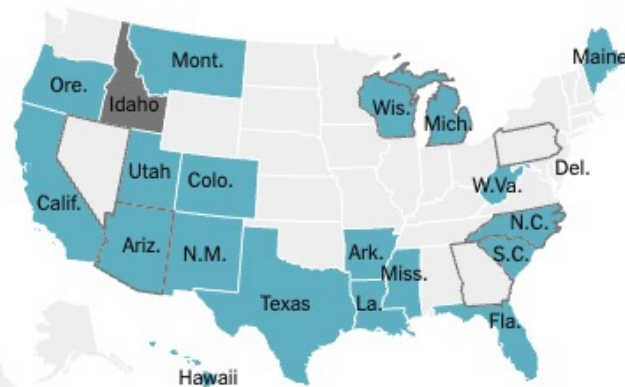 Maine
Mont.
Ore.
Idaho
Wis.
Mich.
Del.
Utah
Colo.
W.Va.
Calif.
N.C.
Ariz.
N.M.
Ark.
S.C.
Miss.
Texas
La.
Fla.
Hawaii